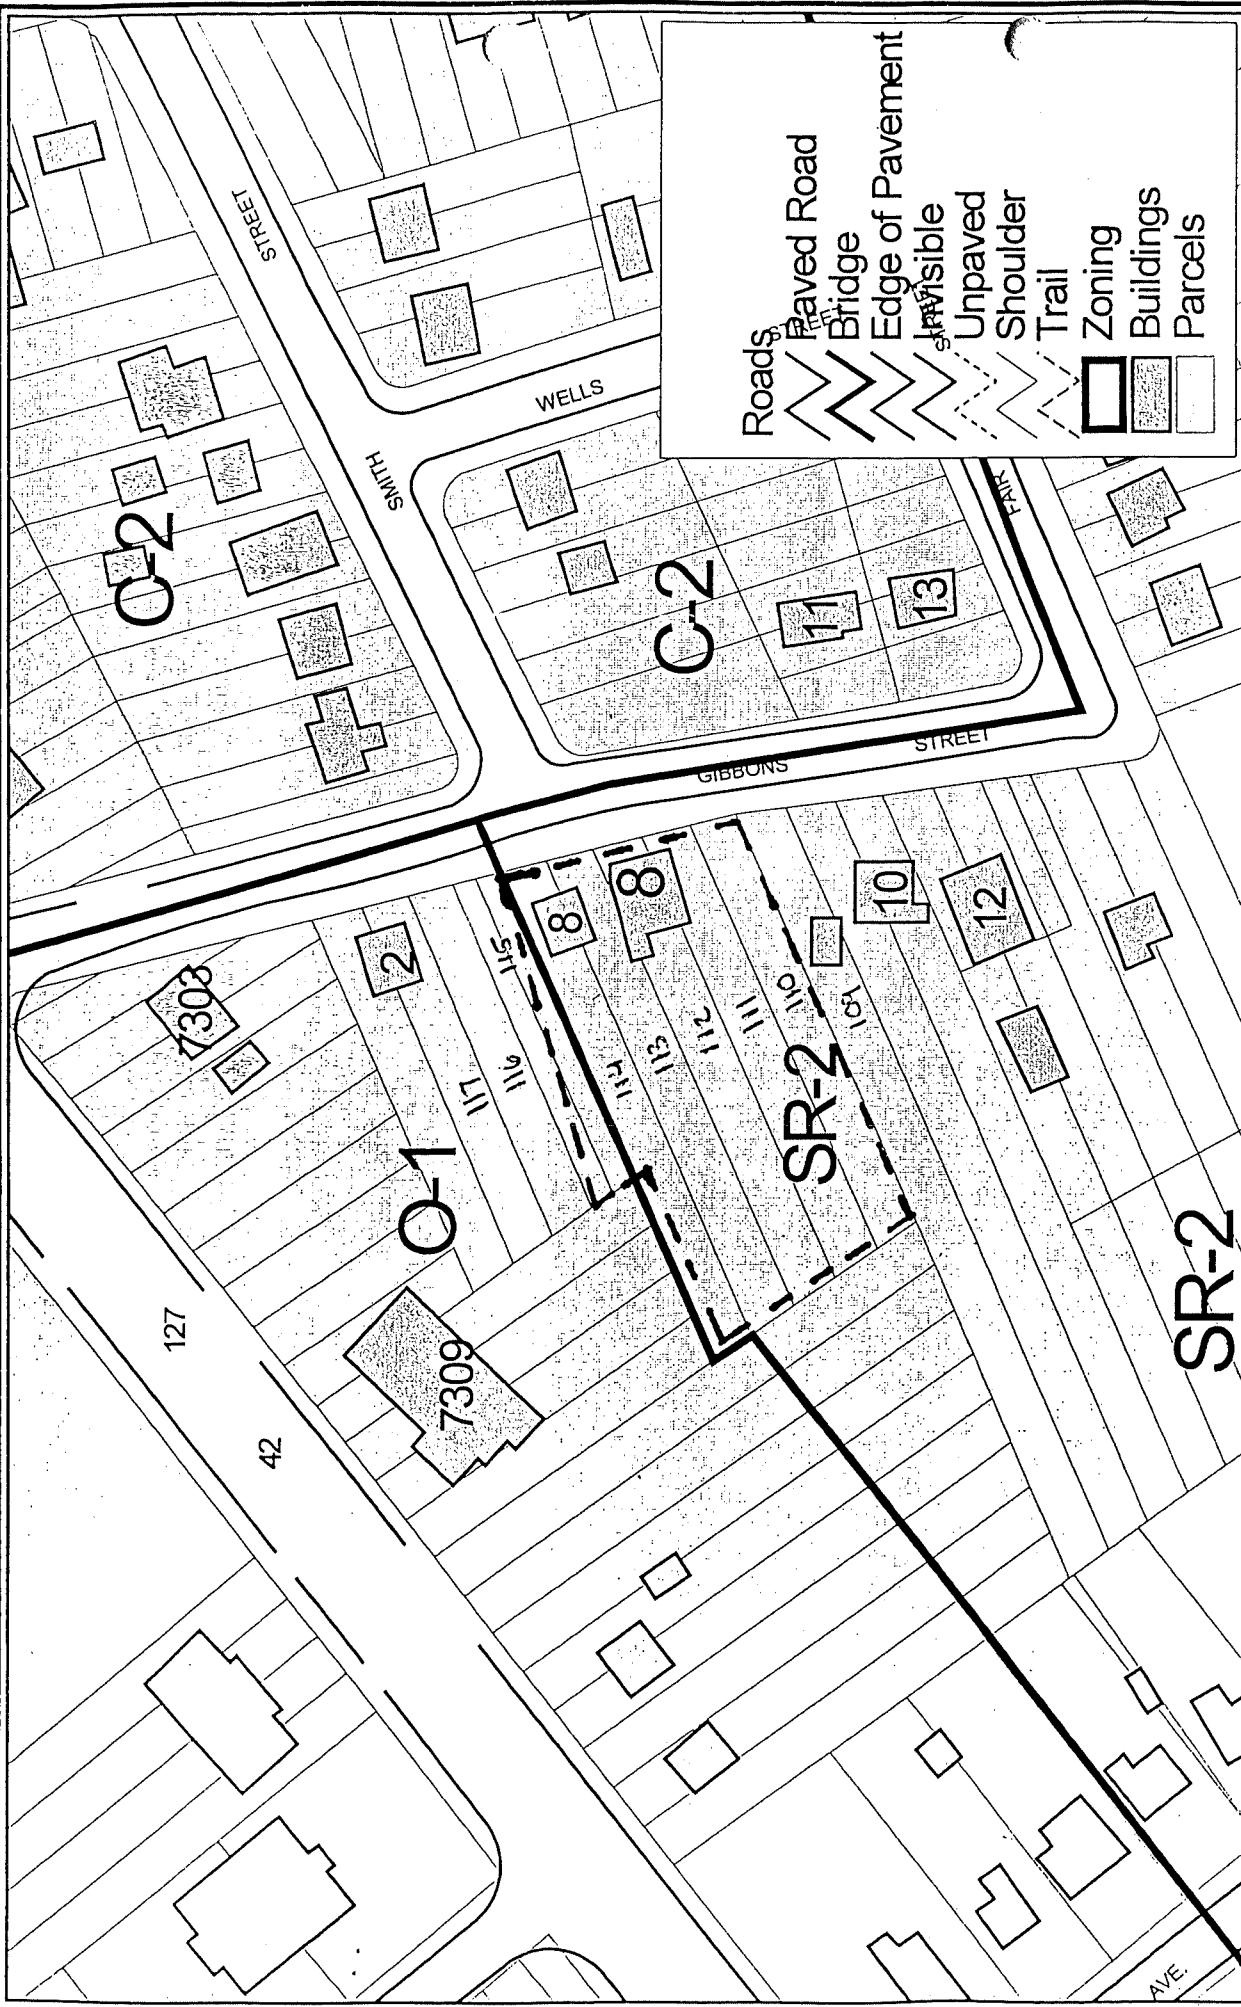 STREET
C-2
SMITH
WELLS
C-2
11
13
FAIR
GIBBONS
STREET
7303
2
8
8
10
12
117
116
115
114
113
112
111
110
109
O-1
SR-2
SR-2
7309
127
42
AVE.
Roads
STREET
Paved Road
Bridge
Edge of Pavement
Invisible
Unpaved
Shoulder
Trail
Zoning
Buildings
Parcels